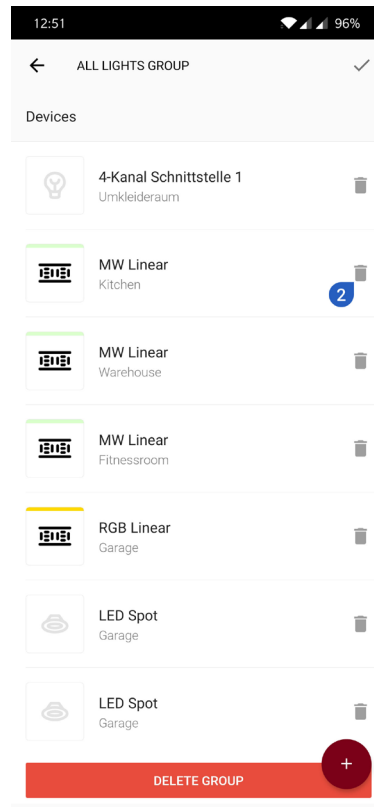 12:51
96%
ALL LIGHTS GROUP
Devices
4-Kanal Schnittstelle 1
Umkleideraum
MW Linear
Kitchen
2
MW Linear
Warehouse
MW Linear
Fitnessroom
RGB Linear
Garage
LED Spot
Garage
LED Spot
Garage
+
DELETE GROUP